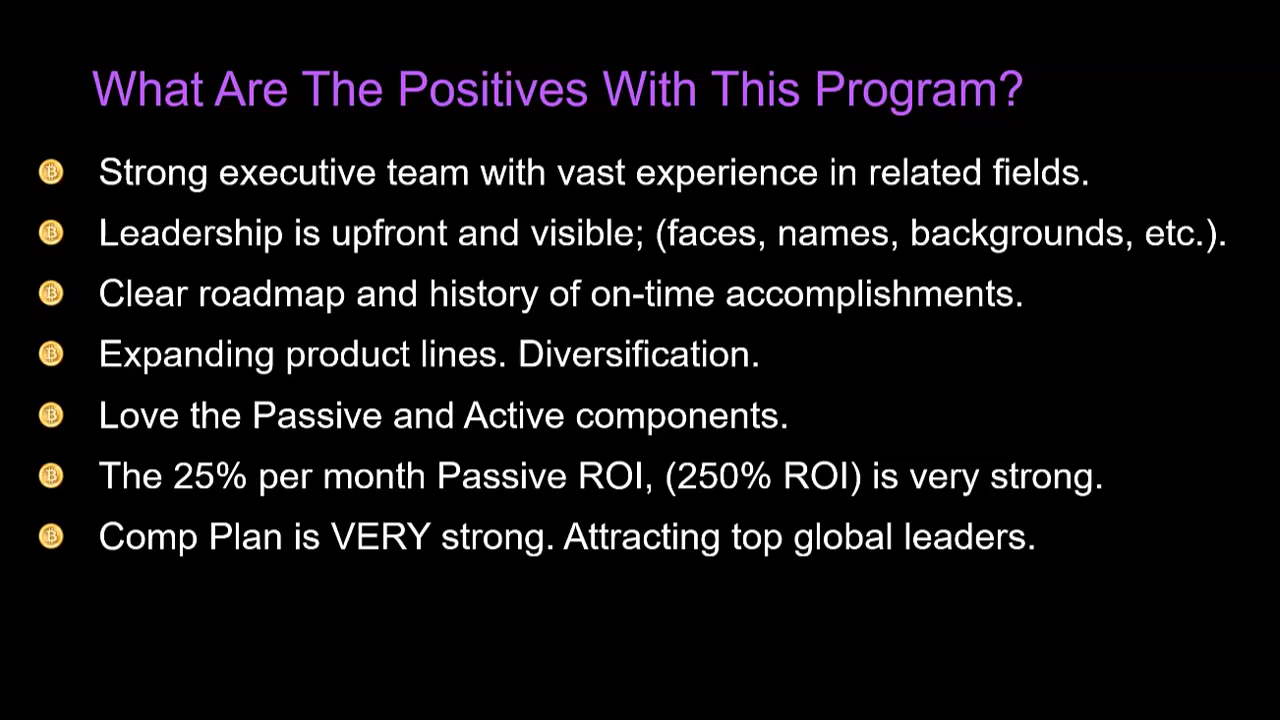 What Are The Positives With This Program?
Strong executive team with vast experience in related fields.
Leadership is upfront and visible; (faces, names, backgrounds, etc.).
Clear roadmap and history of on-time accomplishments.
Expanding product lines. Diversification.
Love the Passive and Active components.
The 25% per month Passive ROI, (250% ROI) is very strong.
Comp Plan is VERY strong. Attracting top global leaders.